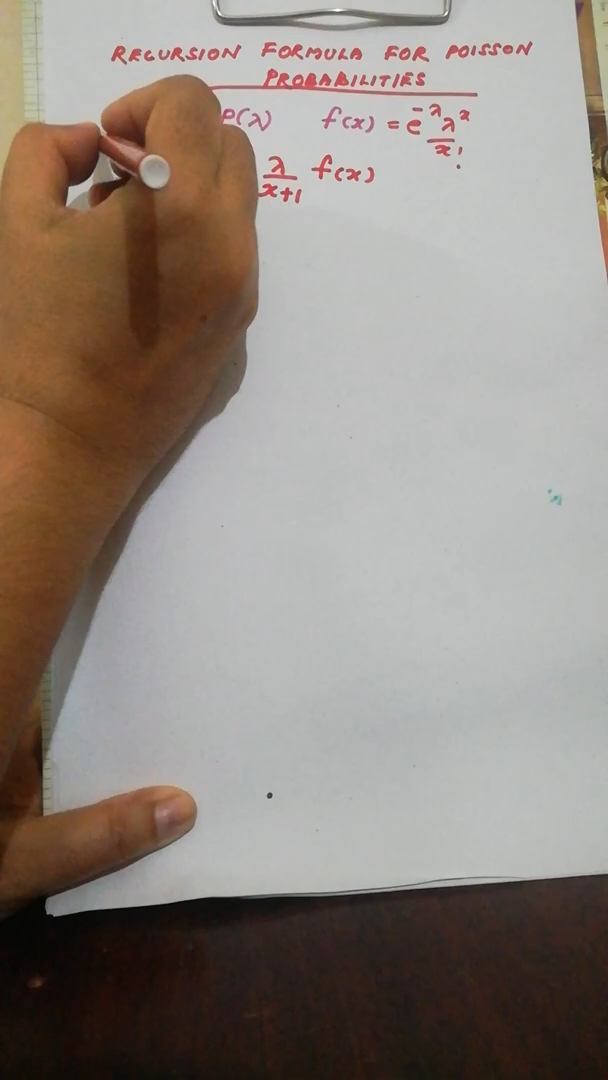 RECURSION FORMULA FOR POISSON
PROBABILITIES
P(λ) f(x) = e^-λ λ^x / x!
λ / x+1 f(x)